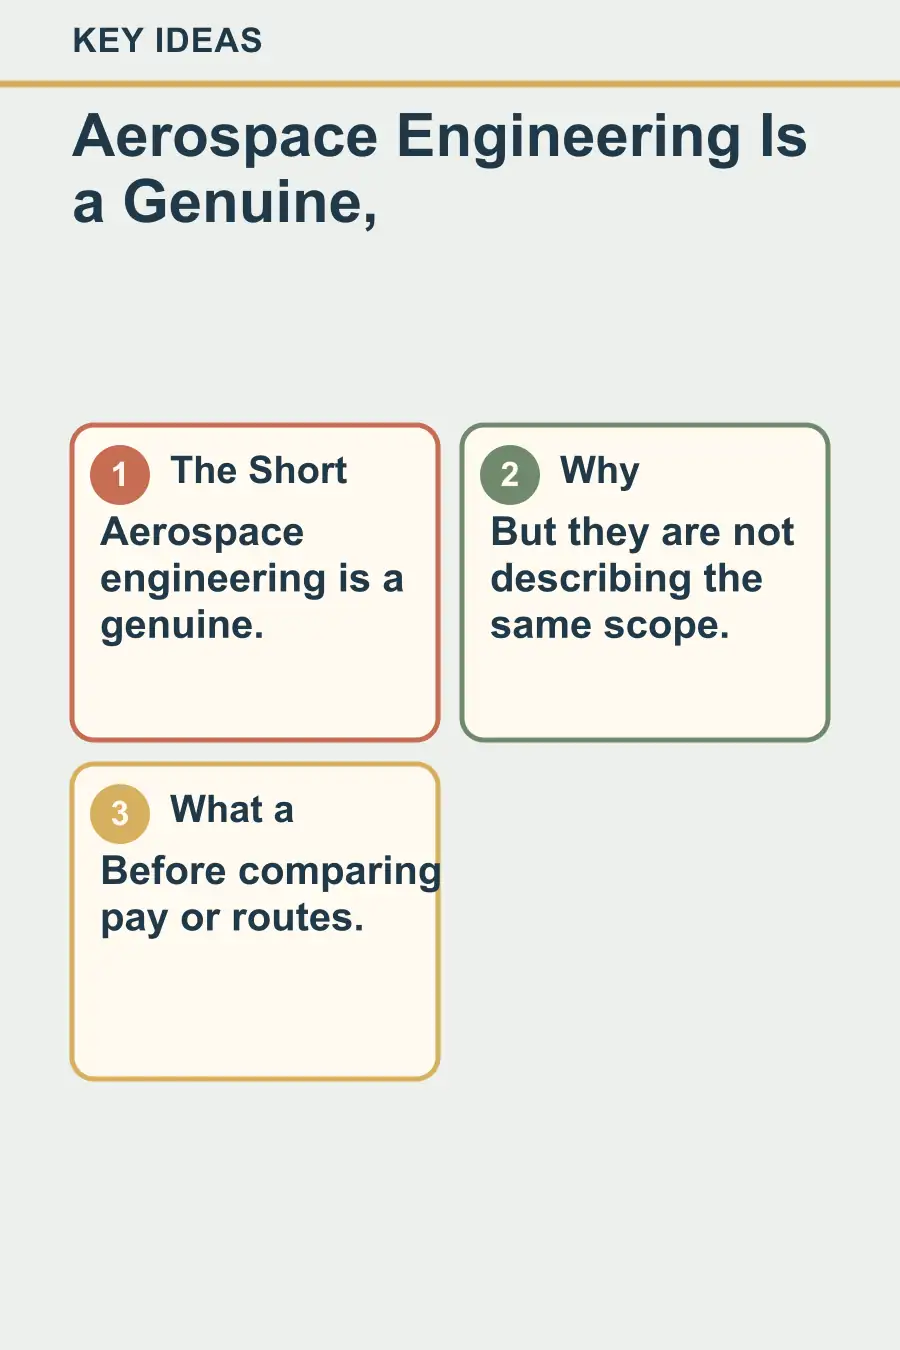 KEY IDEAS
Aerospace Engineering Is
a Genuine,
1 The Short
Aerospace
engineering is a
genuine.
2 Why
But they are not
describing the
same scope.
3 What a
Before comparing
pay or routes.